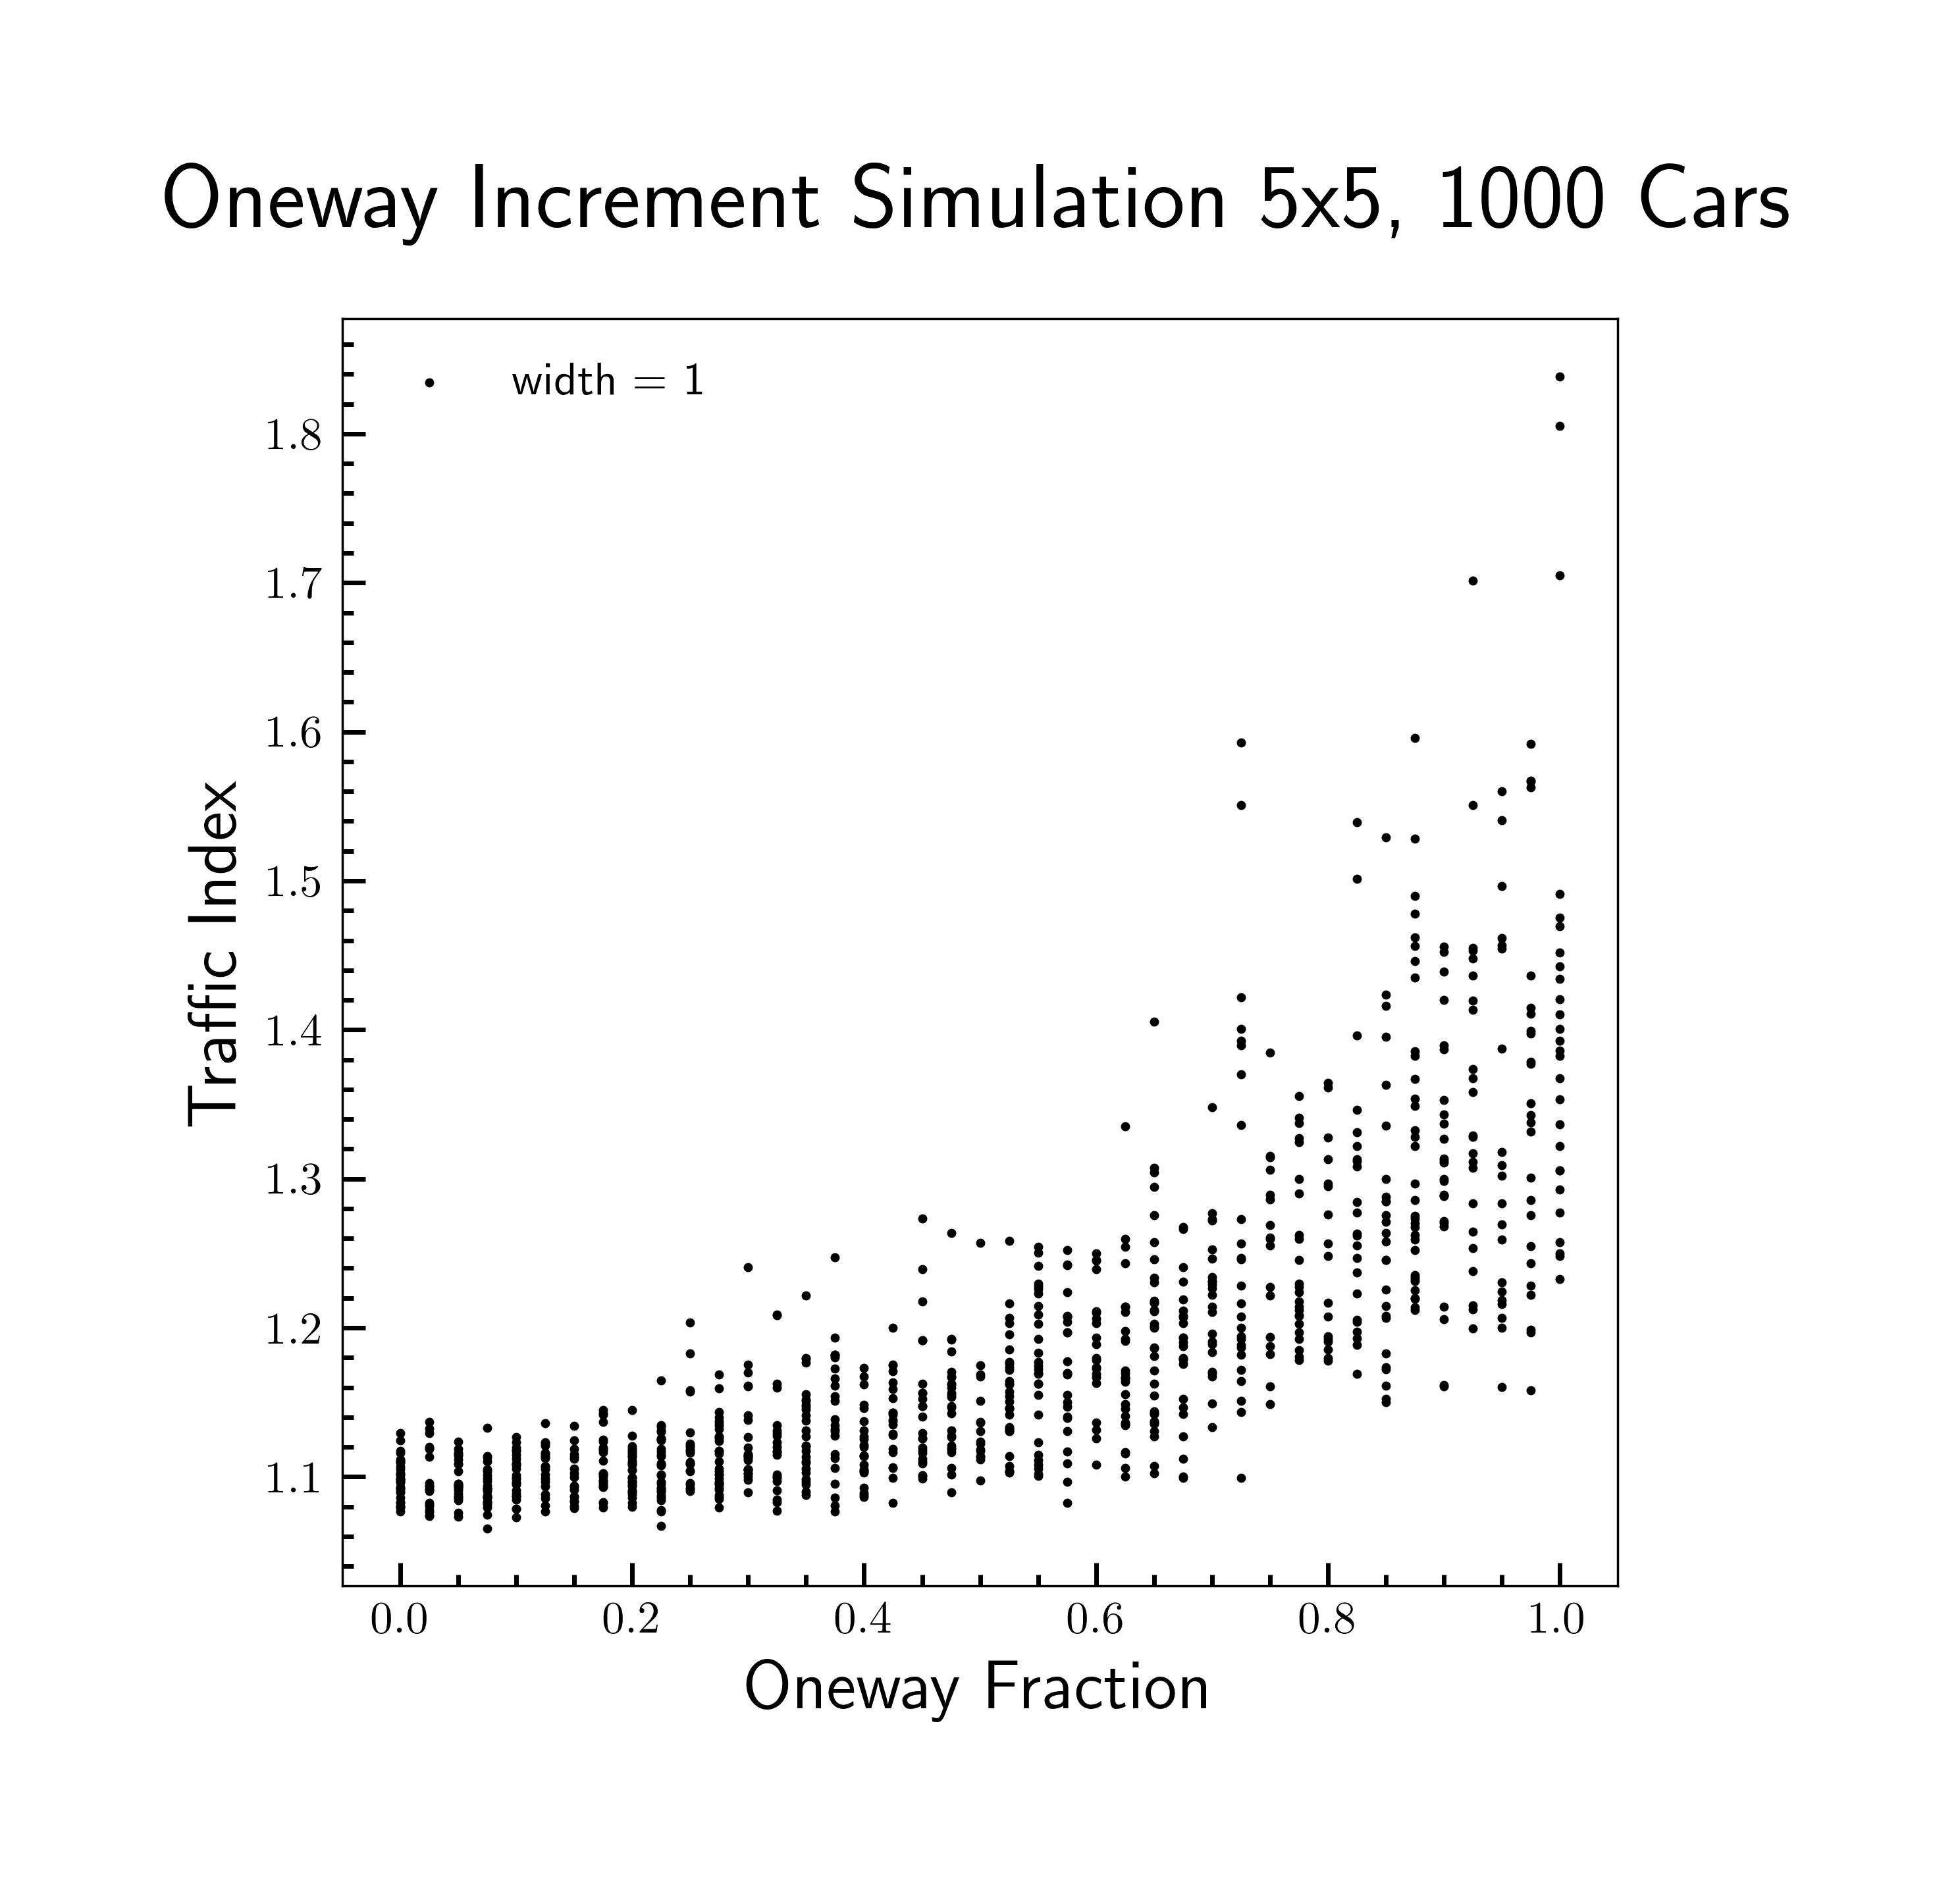 Oneway Increment Simulation 5x5, 1000 Cars
width = 1
1.8
1.7
1.6
1.5
1.4
1.3
1.2
1.1
Traffic Index
0.0 0.2 0.4 0.6 0.8 1.0
Oneway Fraction